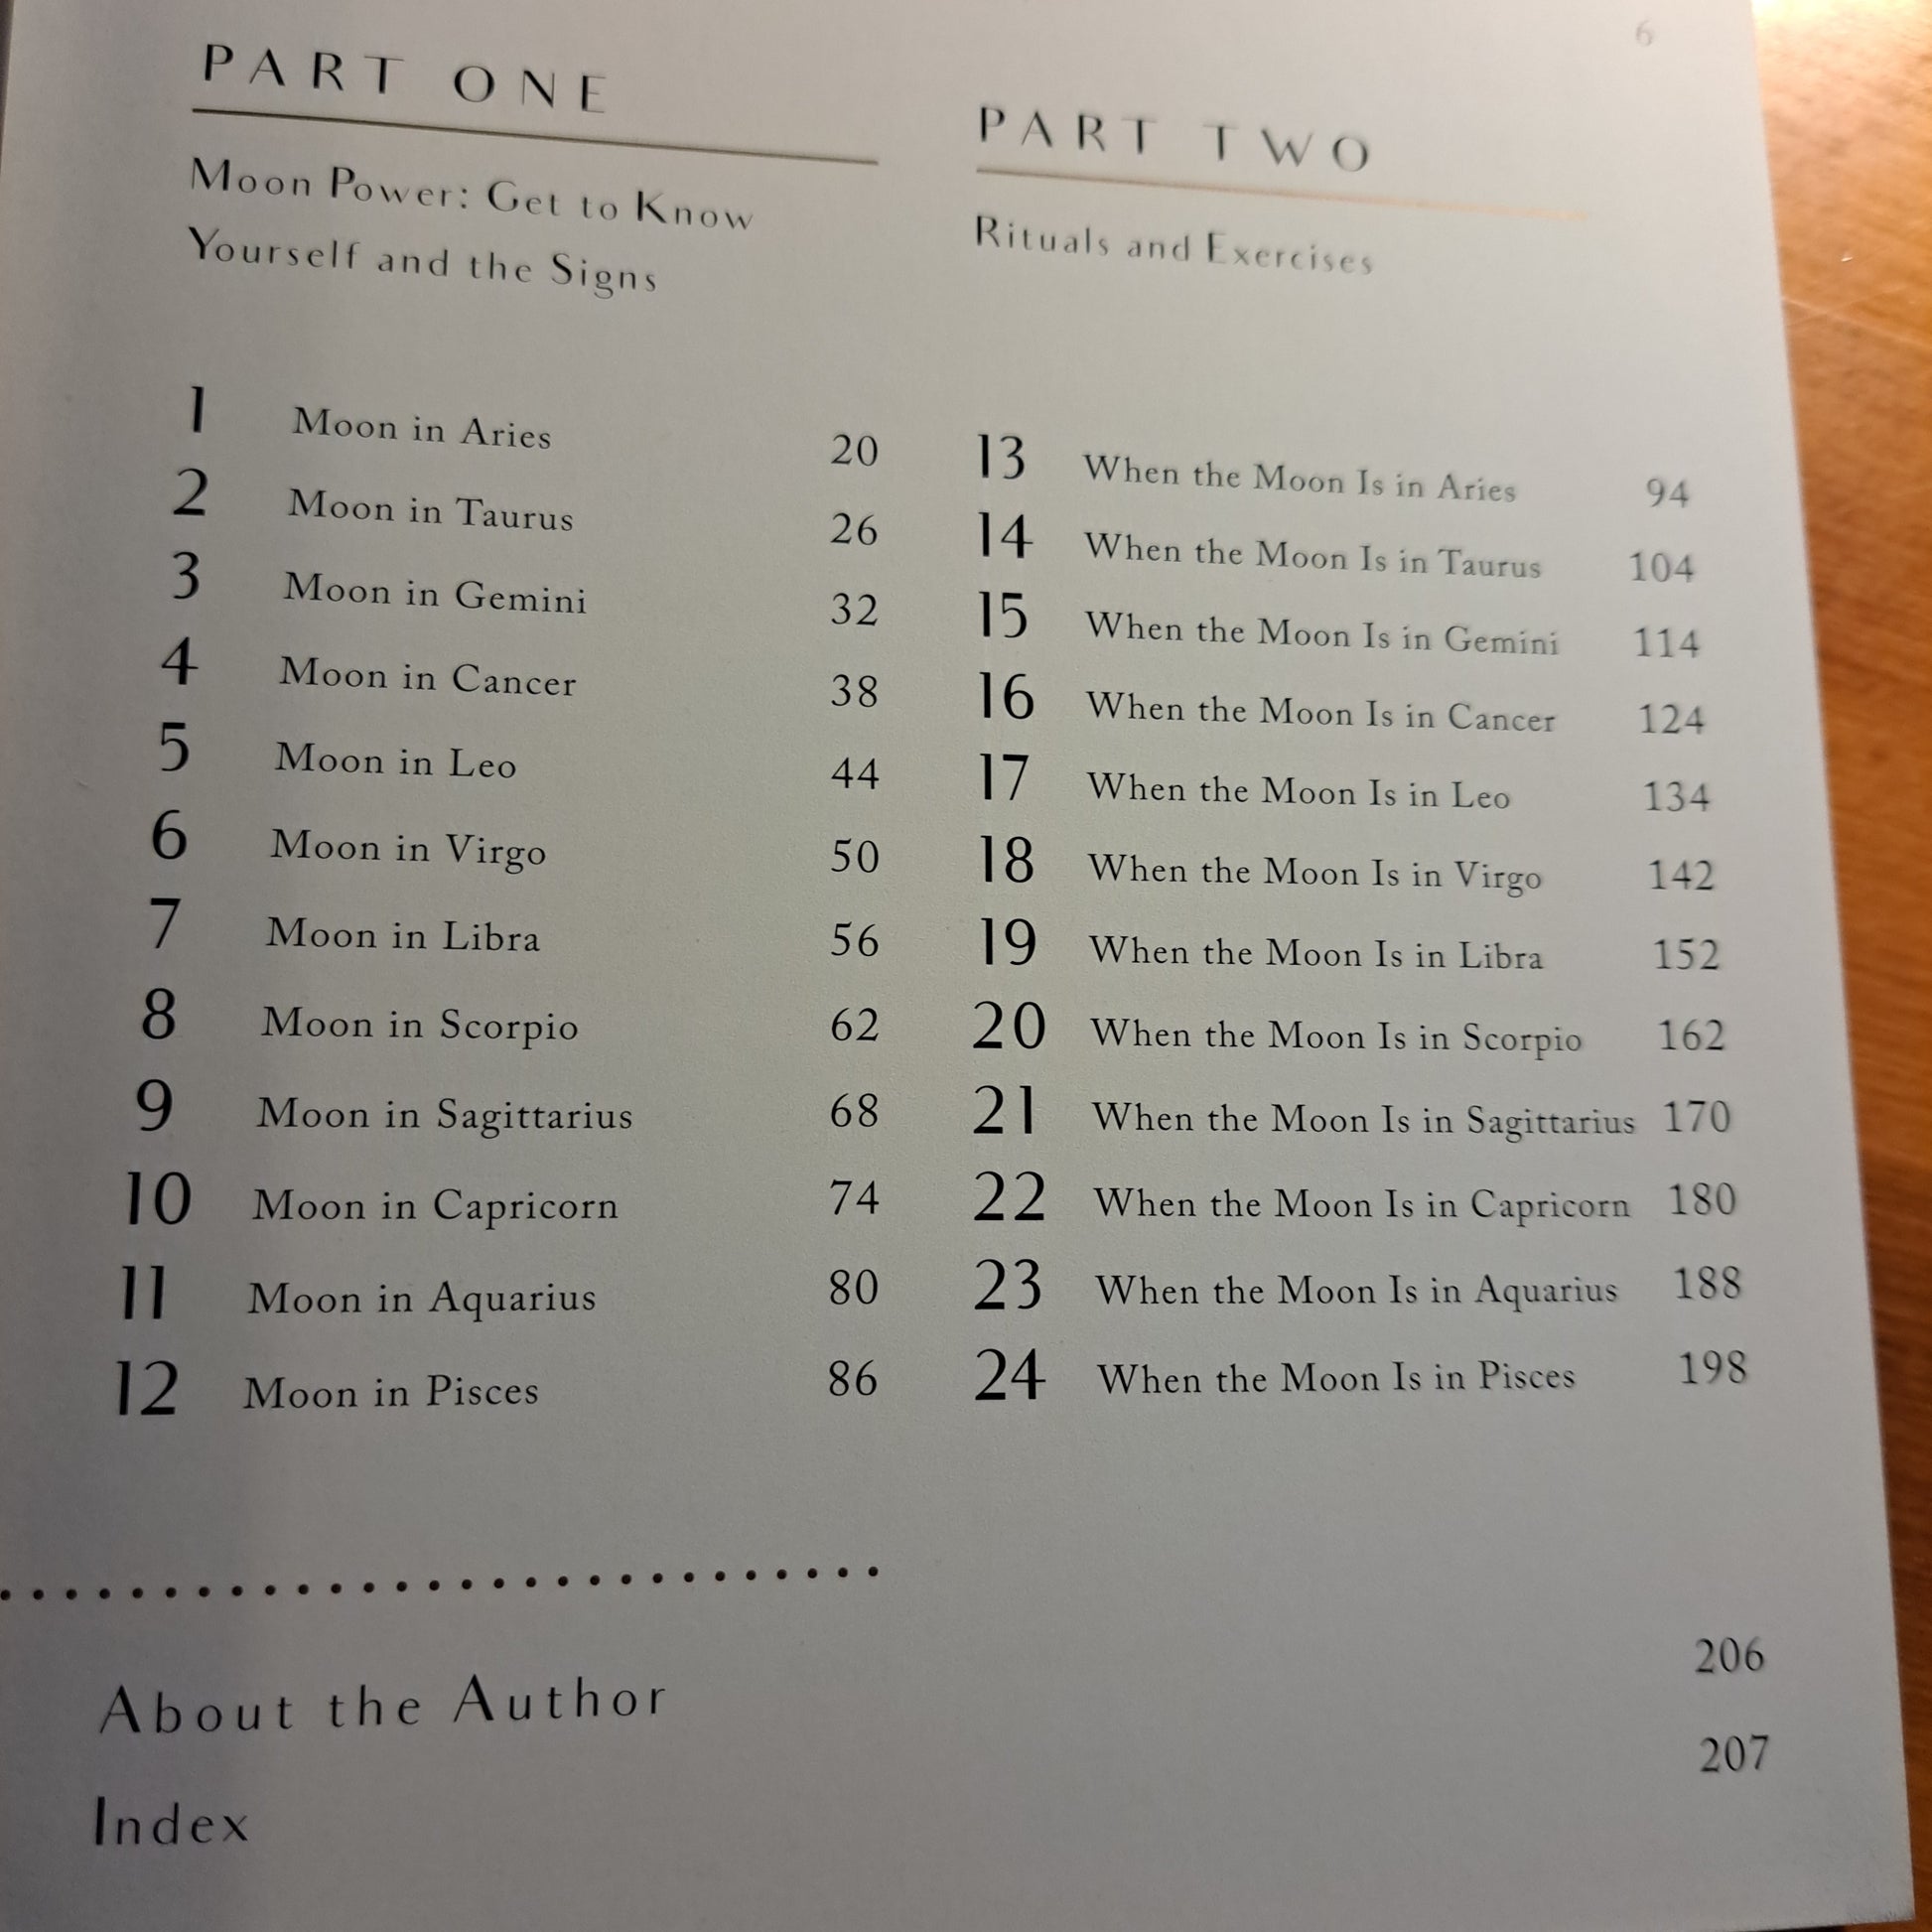 6
PART ONE
Moon Power: Get to Know
Yourself and the Signs
1 Moon in Aries 20
2 Moon in Taurus 26
3 Moon in Gemini 32
4 Moon in Cancer 38
5 Moon in Leo 44
6 Moon in Virgo 50
7 Moon in Libra 56
8 Moon in Scorpio 62
9 Moon in Sagittarius 68
10 Moon in Capricorn 74
11 Moon in Aquarius 80
12 Moon in Pisces 86
PART TWO
Rituals and Exercises
13 When the Moon Is in Aries 94
14 When the Moon Is in Taurus 104
15 When the Moon Is in Gemini 114
16 When the Moon Is in Cancer 124
17 When the Moon Is in Leo 134
18 When the Moon Is in Virgo 142
19 When the Moon Is in Libra 152
20 When the Moon Is in Scorpio 162
21 When the Moon Is in Sagittarius 170
22 When the Moon Is in Capricorn 180
23 When the Moon Is in Aquarius 188
24 When the Moon Is in Pisces 198
About the Author 206
Index 207